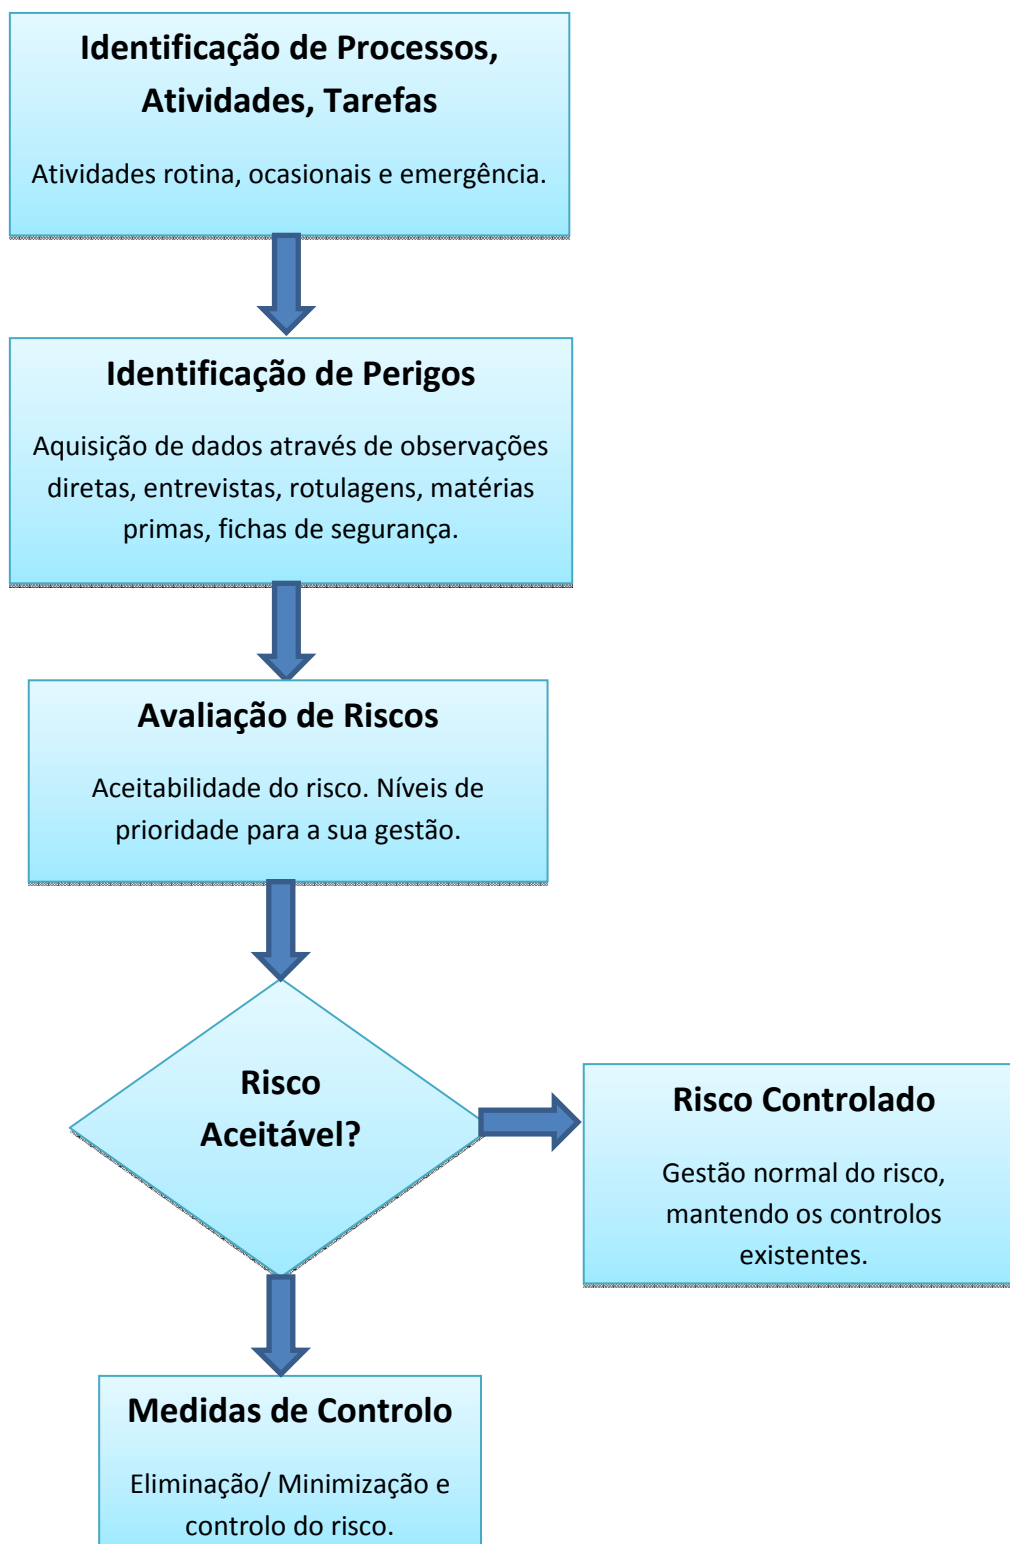 Identificação de Processos,
Atividades, Tarefas
Atividades rotina, ocasionais e emergência.
Identificação de Perigos
Aquisição de dados através de observações
diretas, entrevistas, rotulagens, matérias
primas, fichas de segurança.
Avaliação de Riscos
Aceitabilidade do risco. Níveis de
prioridade para a sua gestão.
Risco
Aceitável?
Risco Controlado
Gestão normal do risco,
mantendo os controlos
existentes.
Medidas de Controlo
Eliminação/ Minimização e
controlo do risco.